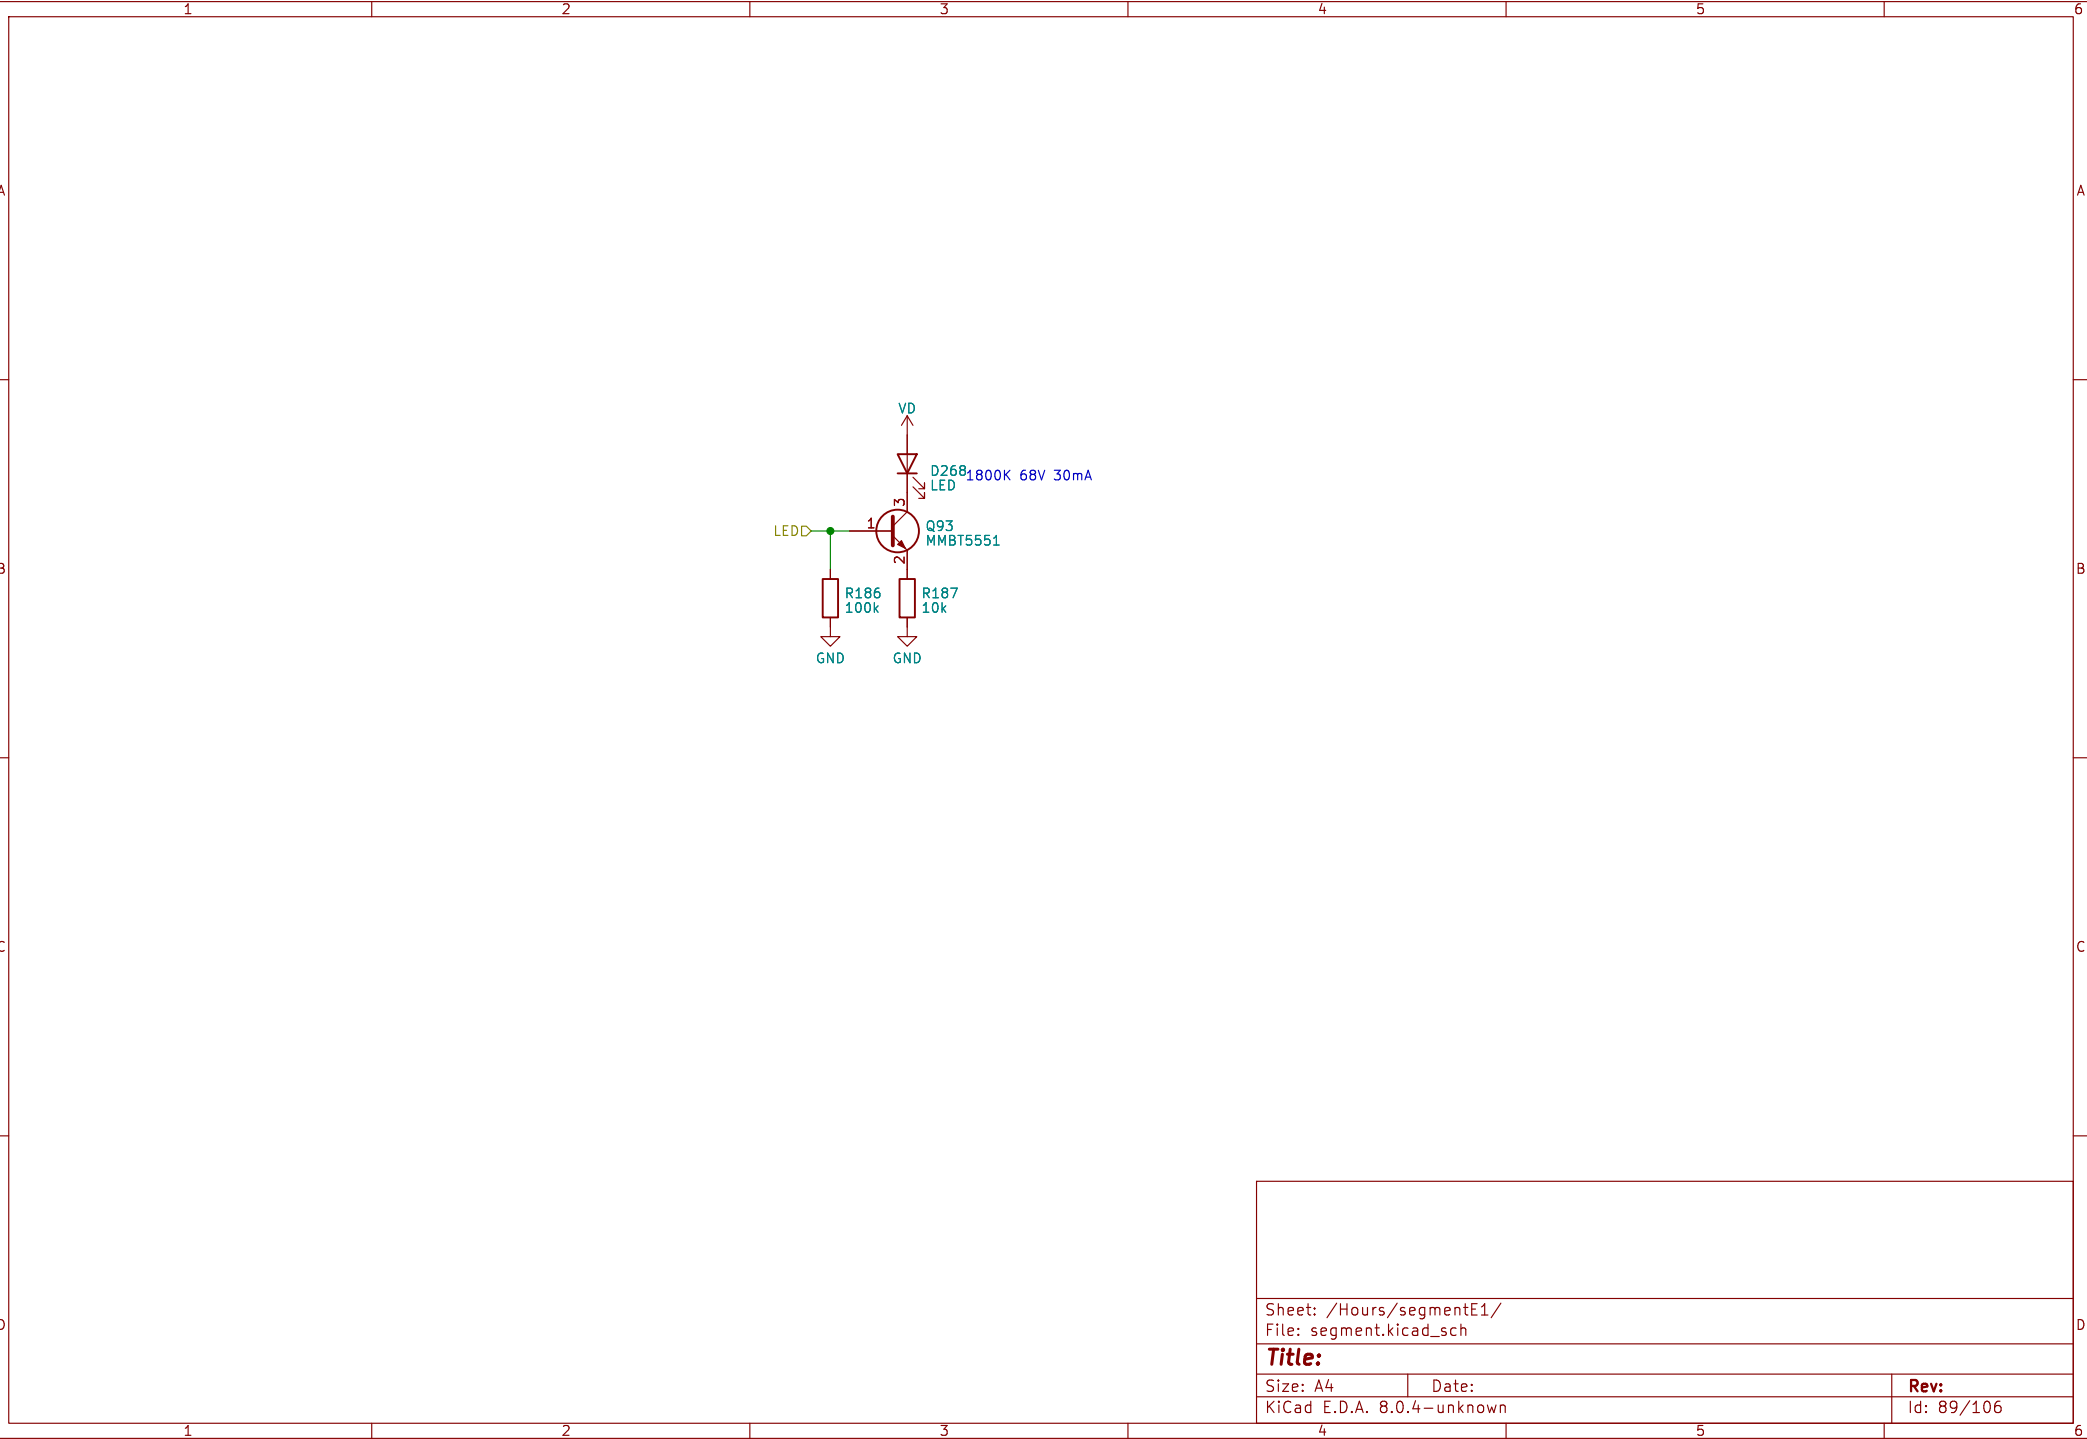 1 2 3 4 5 6
A A
VD
D268
LED
1800K 68V 30mA
3
LED
1
Q93
MMBT5551
2
B B
R186
100k
R187
10k
GND
GND
C C
Sheet: /Hours/segmentE1/
File: segment.kicad_sch
D D
Title:
Size: A4
Date:
Rev:
KiCad E.D.A. 8.0.4-unknown
Id: 89/106
1 2 3 4 5 6